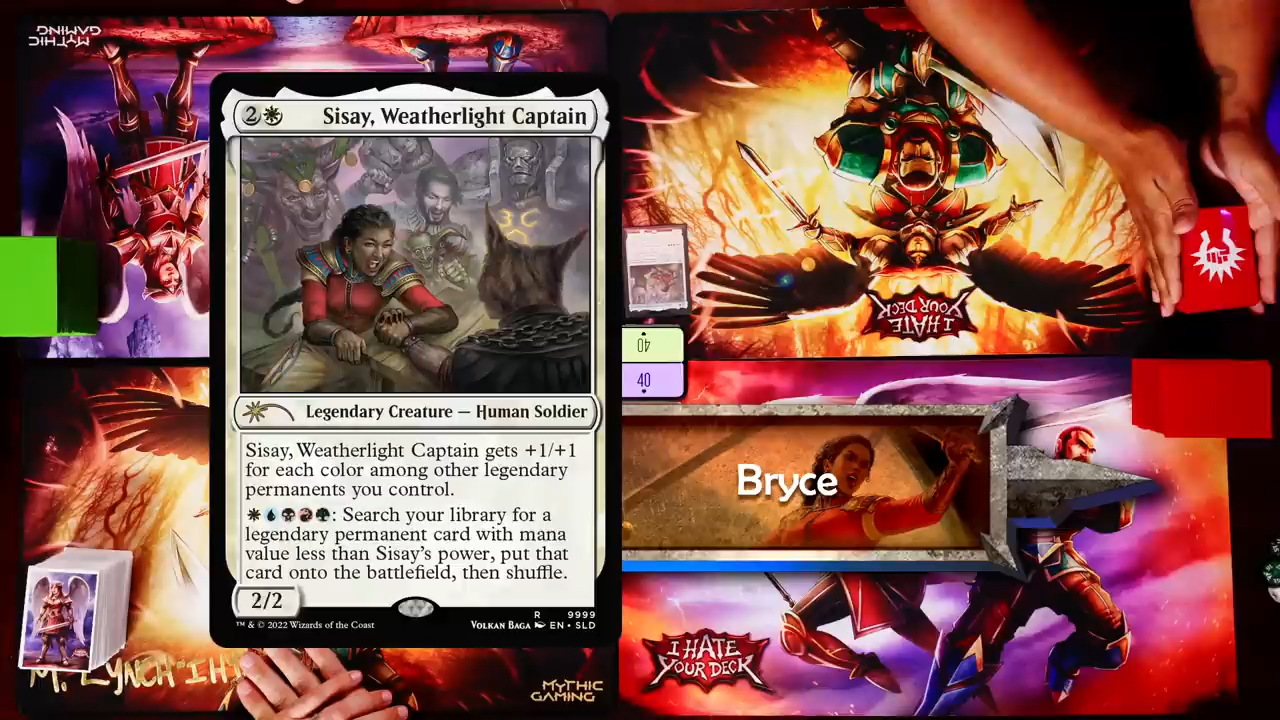 MYTHIC
GAMING
2 Sisay, Weatherlight Captain
Legendary Creature — Human Soldier
Sisay, Weatherlight Captain gets +1/+1
for each color among other legendary
permanents you control.
: Search your library for a
legendary permanent card with mana
value less than Sisay's power, put that
card onto the battlefield, then shuffle.
2/2
R 9999
™ & © 2022 Wizards of the Coast
VOLKAN BAGA EN • SLD
I HATE
YOUR DECK
40
40
Bryce
I HATE
YOUR DECK
M. LYNCH IHY
MYTHIC
GAMING